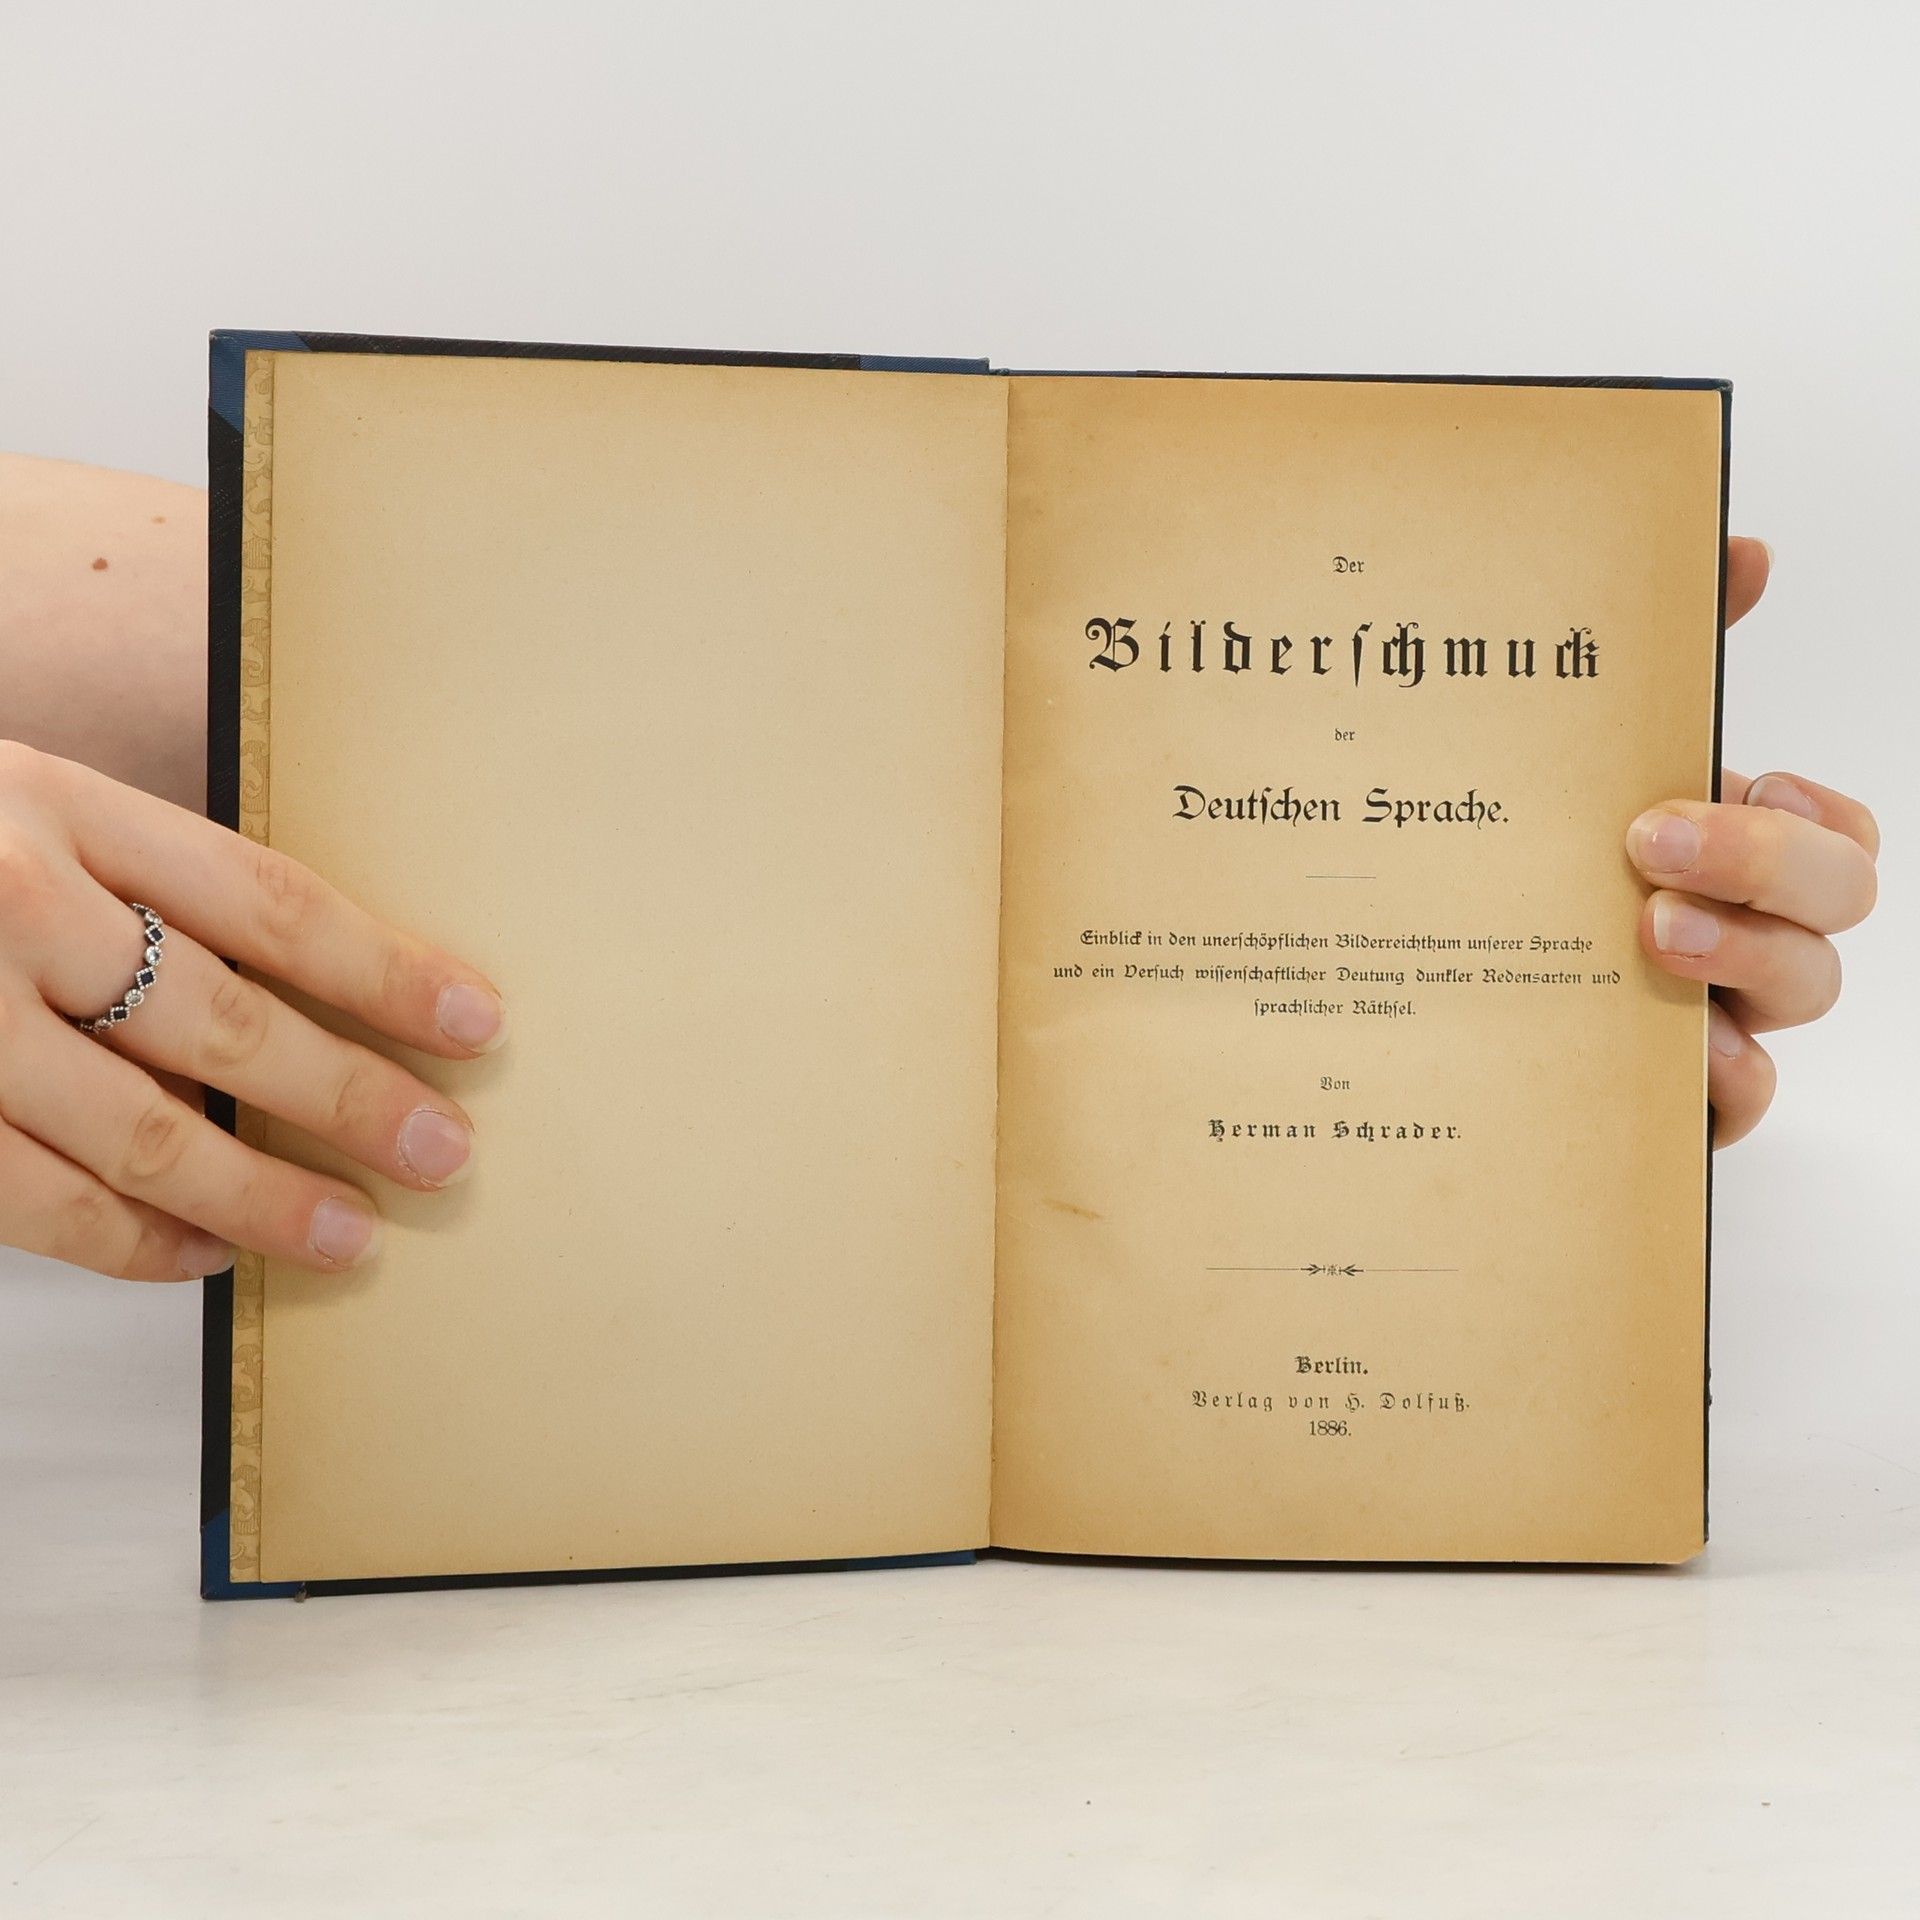 Der
Bilderſchmuck
der
Deutſchen Sprache.
Einblick in den unerſchöpflichen Bilderreichthum unſerer Sprache
und ein Verſuch wiſſenſchaftlicher Deutung dunkler Redensarten und
ſprachlicher Räthſel.
Von
Herman Schrader.
Berlin.
Verlag von H. Dolfuß.
1886.